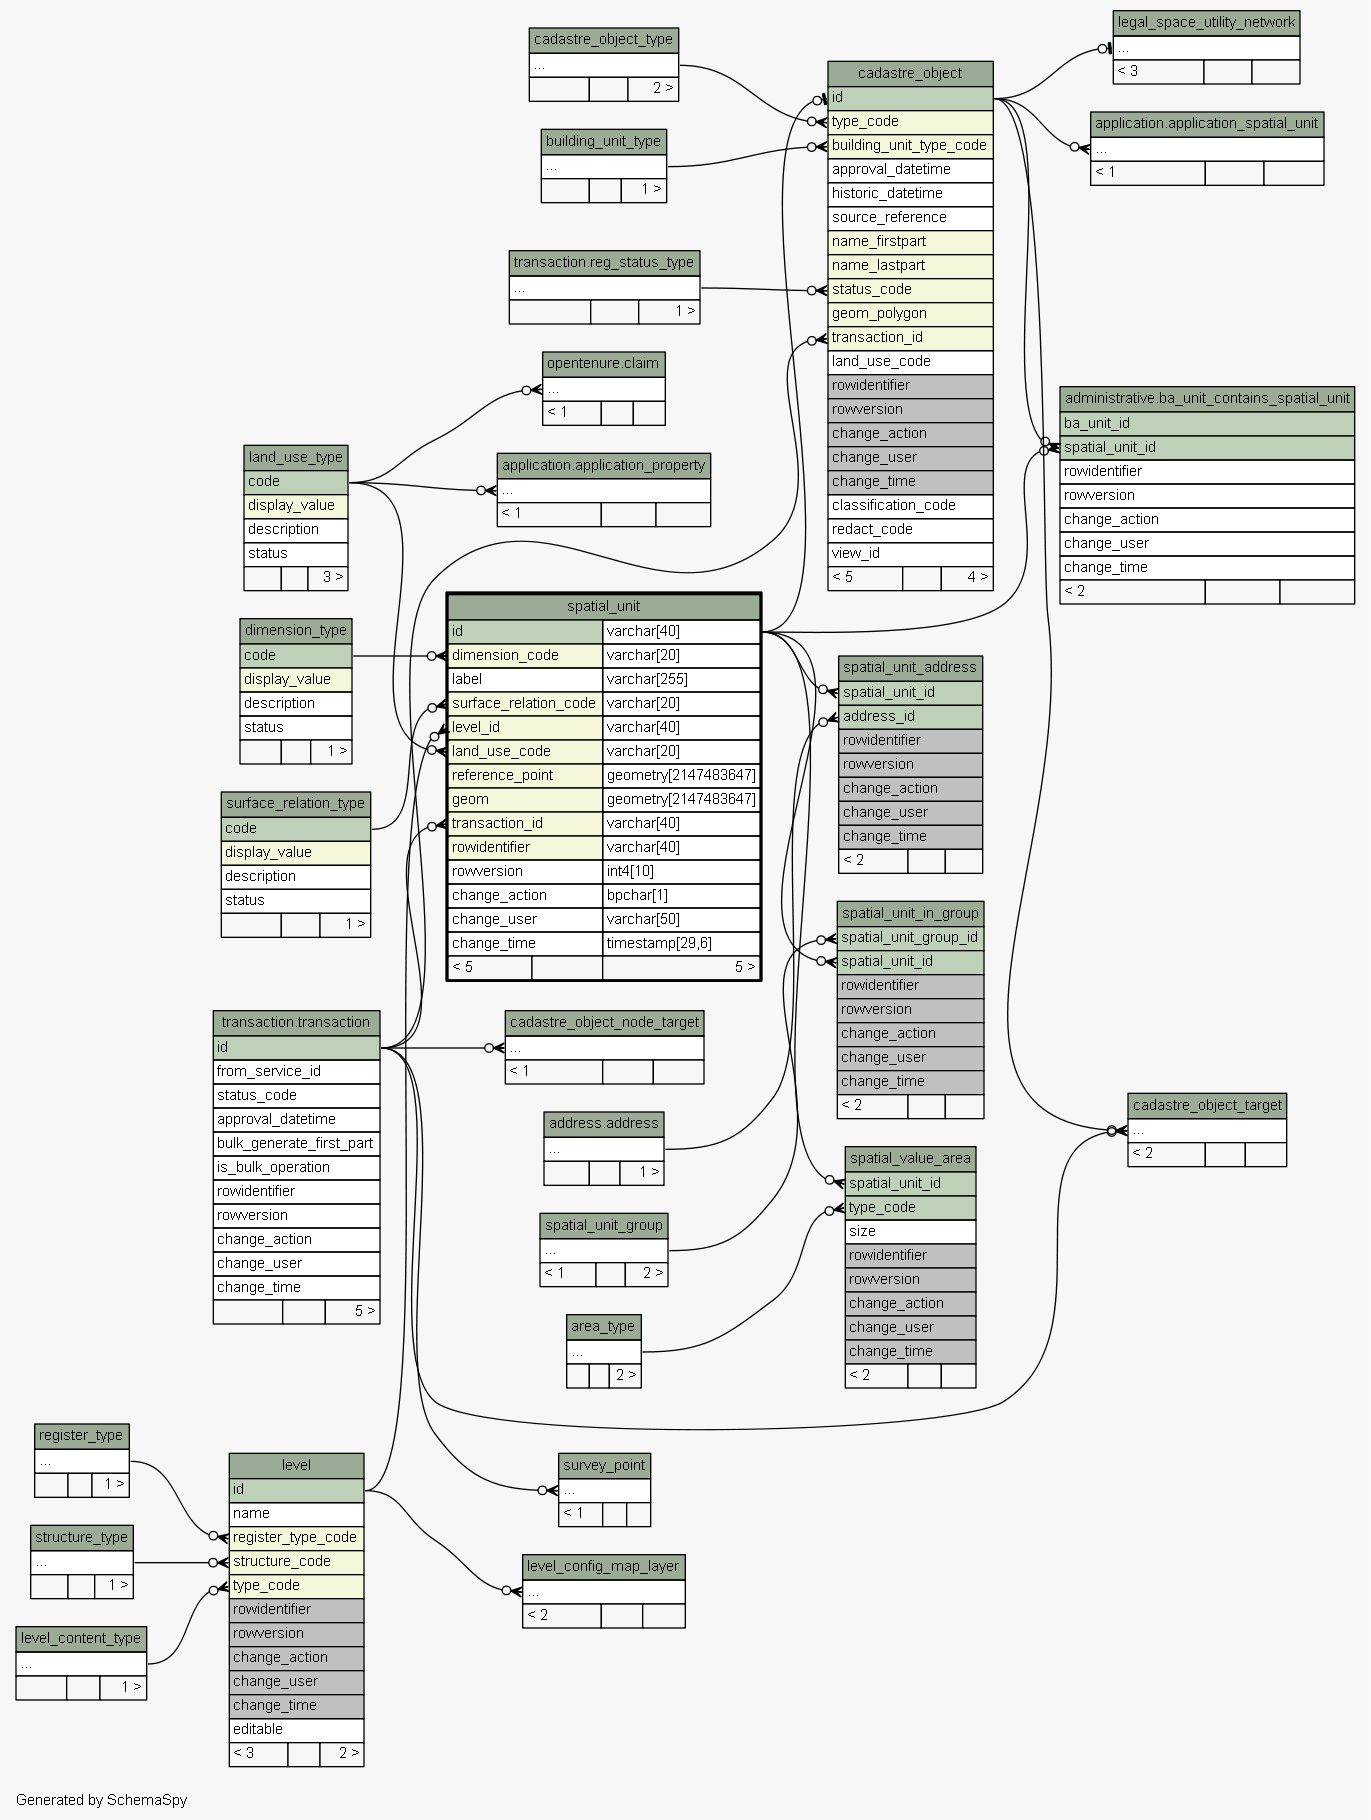 legal_space_utility_network
...
< 3
cadastre_object_type
...
2 >
cadastre_object
id
type_code
building_unit_type_code
approval_datetime
historic_datetime
source_reference
name_firstpart
name_lastpart
status_code
geom_polygon
transaction_id
land_use_code
rowidentifier
rowversion
change_action
change_user
change_time
classification_code
redact_code
view_id
< 5 4 >
application.application_spatial_unit
...
< 1
building_unit_type
...
1 >
transaction.reg_status_type
...
1 >
opentenure.claim
...
< 1
administrative.ba_unit_contains_spatial_unit
ba_unit_id
spatial_unit_id
rowidentifier
rowversion
change_action
change_user
change_time
< 2
land_use_type
code
display_value
description
status
3 >
application.application_property
...
< 1
spatial_unit
id varchar[40]
dimension_code varchar[20]
label varchar[255]
surface_relation_code varchar[20]
level_id varchar[40]
land_use_code varchar[20]
reference_point geometry[2147483647]
geom geometry[2147483647]
transaction_id varchar[40]
rowidentifier varchar[40]
rowversion int4[10]
change_action bpchar[1]
change_user varchar[50]
change_time timestamp[29,6]
< 5 5 >
dimension_type
code
display_value
description
status
1 >
spatial_unit_address
spatial_unit_id
address_id
rowidentifier
rowversion
change_action
change_user
change_time
< 2
surface_relation_type
code
display_value
description
status
1 >
spatial_unit_in_group
spatial_unit_group_id
spatial_unit_id
rowidentifier
rowversion
change_action
change_user
change_time
< 2
transaction.transaction
id
from_service_id
status_code
approval_datetime
bulk_generate_first_part
is_bulk_operation
rowidentifier
rowversion
change_action
change_user
change_time
5 >
cadastre_object_node_target
...
< 1
cadastre_object_target
...
< 2
address.address
...
1 >
spatial_value_area
spatial_unit_id
type_code
size
rowidentifier
rowversion
change_action
change_user
change_time
< 2
spatial_unit_group
...
< 1 2 >
area_type
...
2 >
register_type
...
1 >
level
id
name
register_type_code
structure_code
type_code
rowidentifier
rowversion
change_action
change_user
change_time
editable
< 3 2 >
survey_point
...
< 1
structure_type
...
1 >
level_config_map_layer
...
< 2
level_content_type
...
1 >
Generated by SchemaSpy